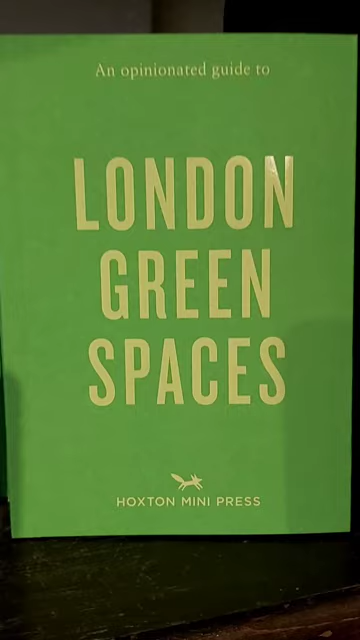 An opinionated guide to
LONDON
GREEN
SPACES
HOXTON MINI PRESS